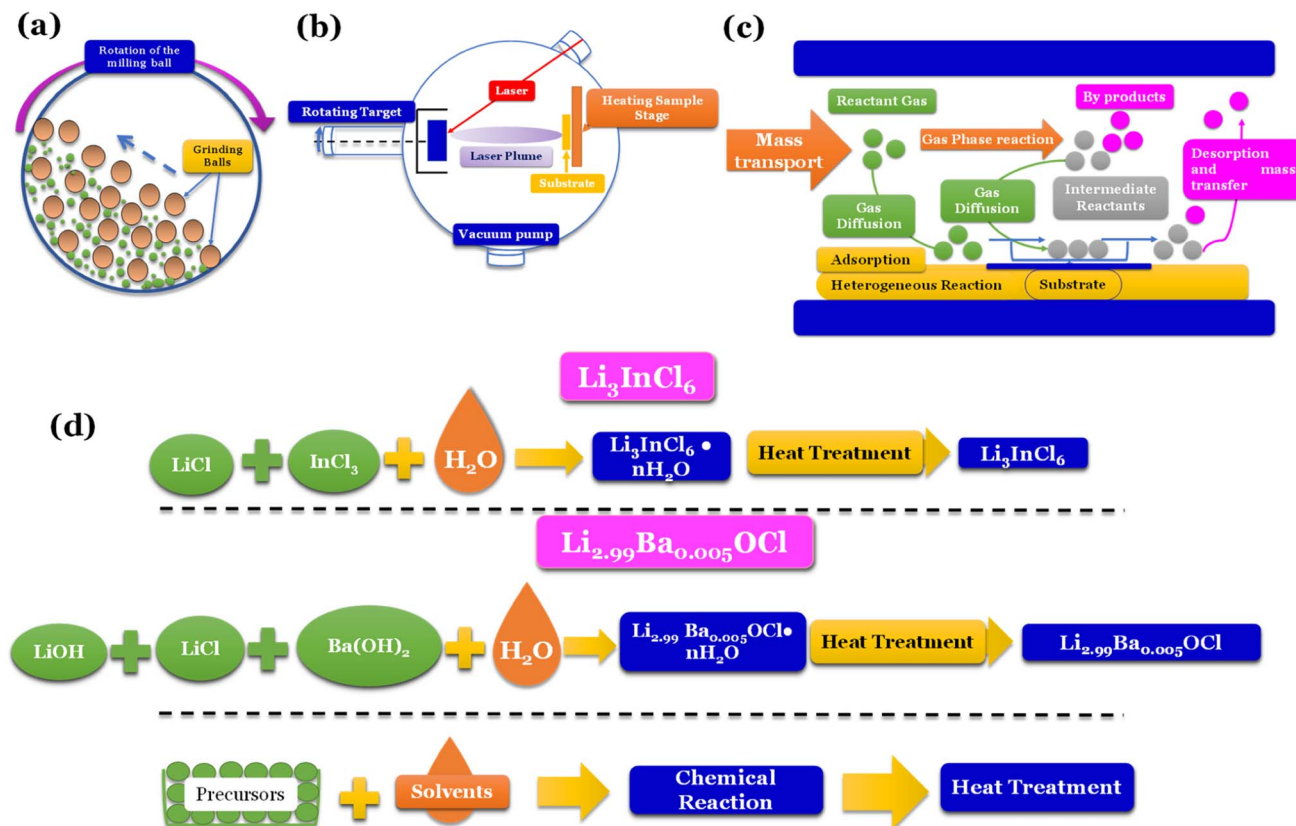 (a)
Rotation of the
milling ball
Grinding
Balls
(b)
Laser
Rotating Target
Heating Sample
Stage
Laser Plume
Substrate
Vacuum pump
(c)
Reactant Gas
By products
Mass
transport
Gas Phase reaction
Desorption
and mass
transfer
Gas
Diffusion
Gas
Diffusion
Intermediate
Reactants
Adsorption
Heterogeneous Reaction
Substrate
(d)
Li₃InCl₆
LiCl
InCl₃
H₂O
Li₃InCl₆ •
nH₂O
Heat Treatment
Li₃InCl₆
Li₂.₉₉Ba₀.₀₀₅OCl
LiOH
LiCl
Ba(OH)₂
H₂O
Li₂.₉₉ Ba₀.₀₀₅OCl•
nH₂O
Heat Treatment
Li₂.₉₉Ba₀.₀₀₅OCl
Precursors
Solvents
Chemical
Reaction
Heat Treatment